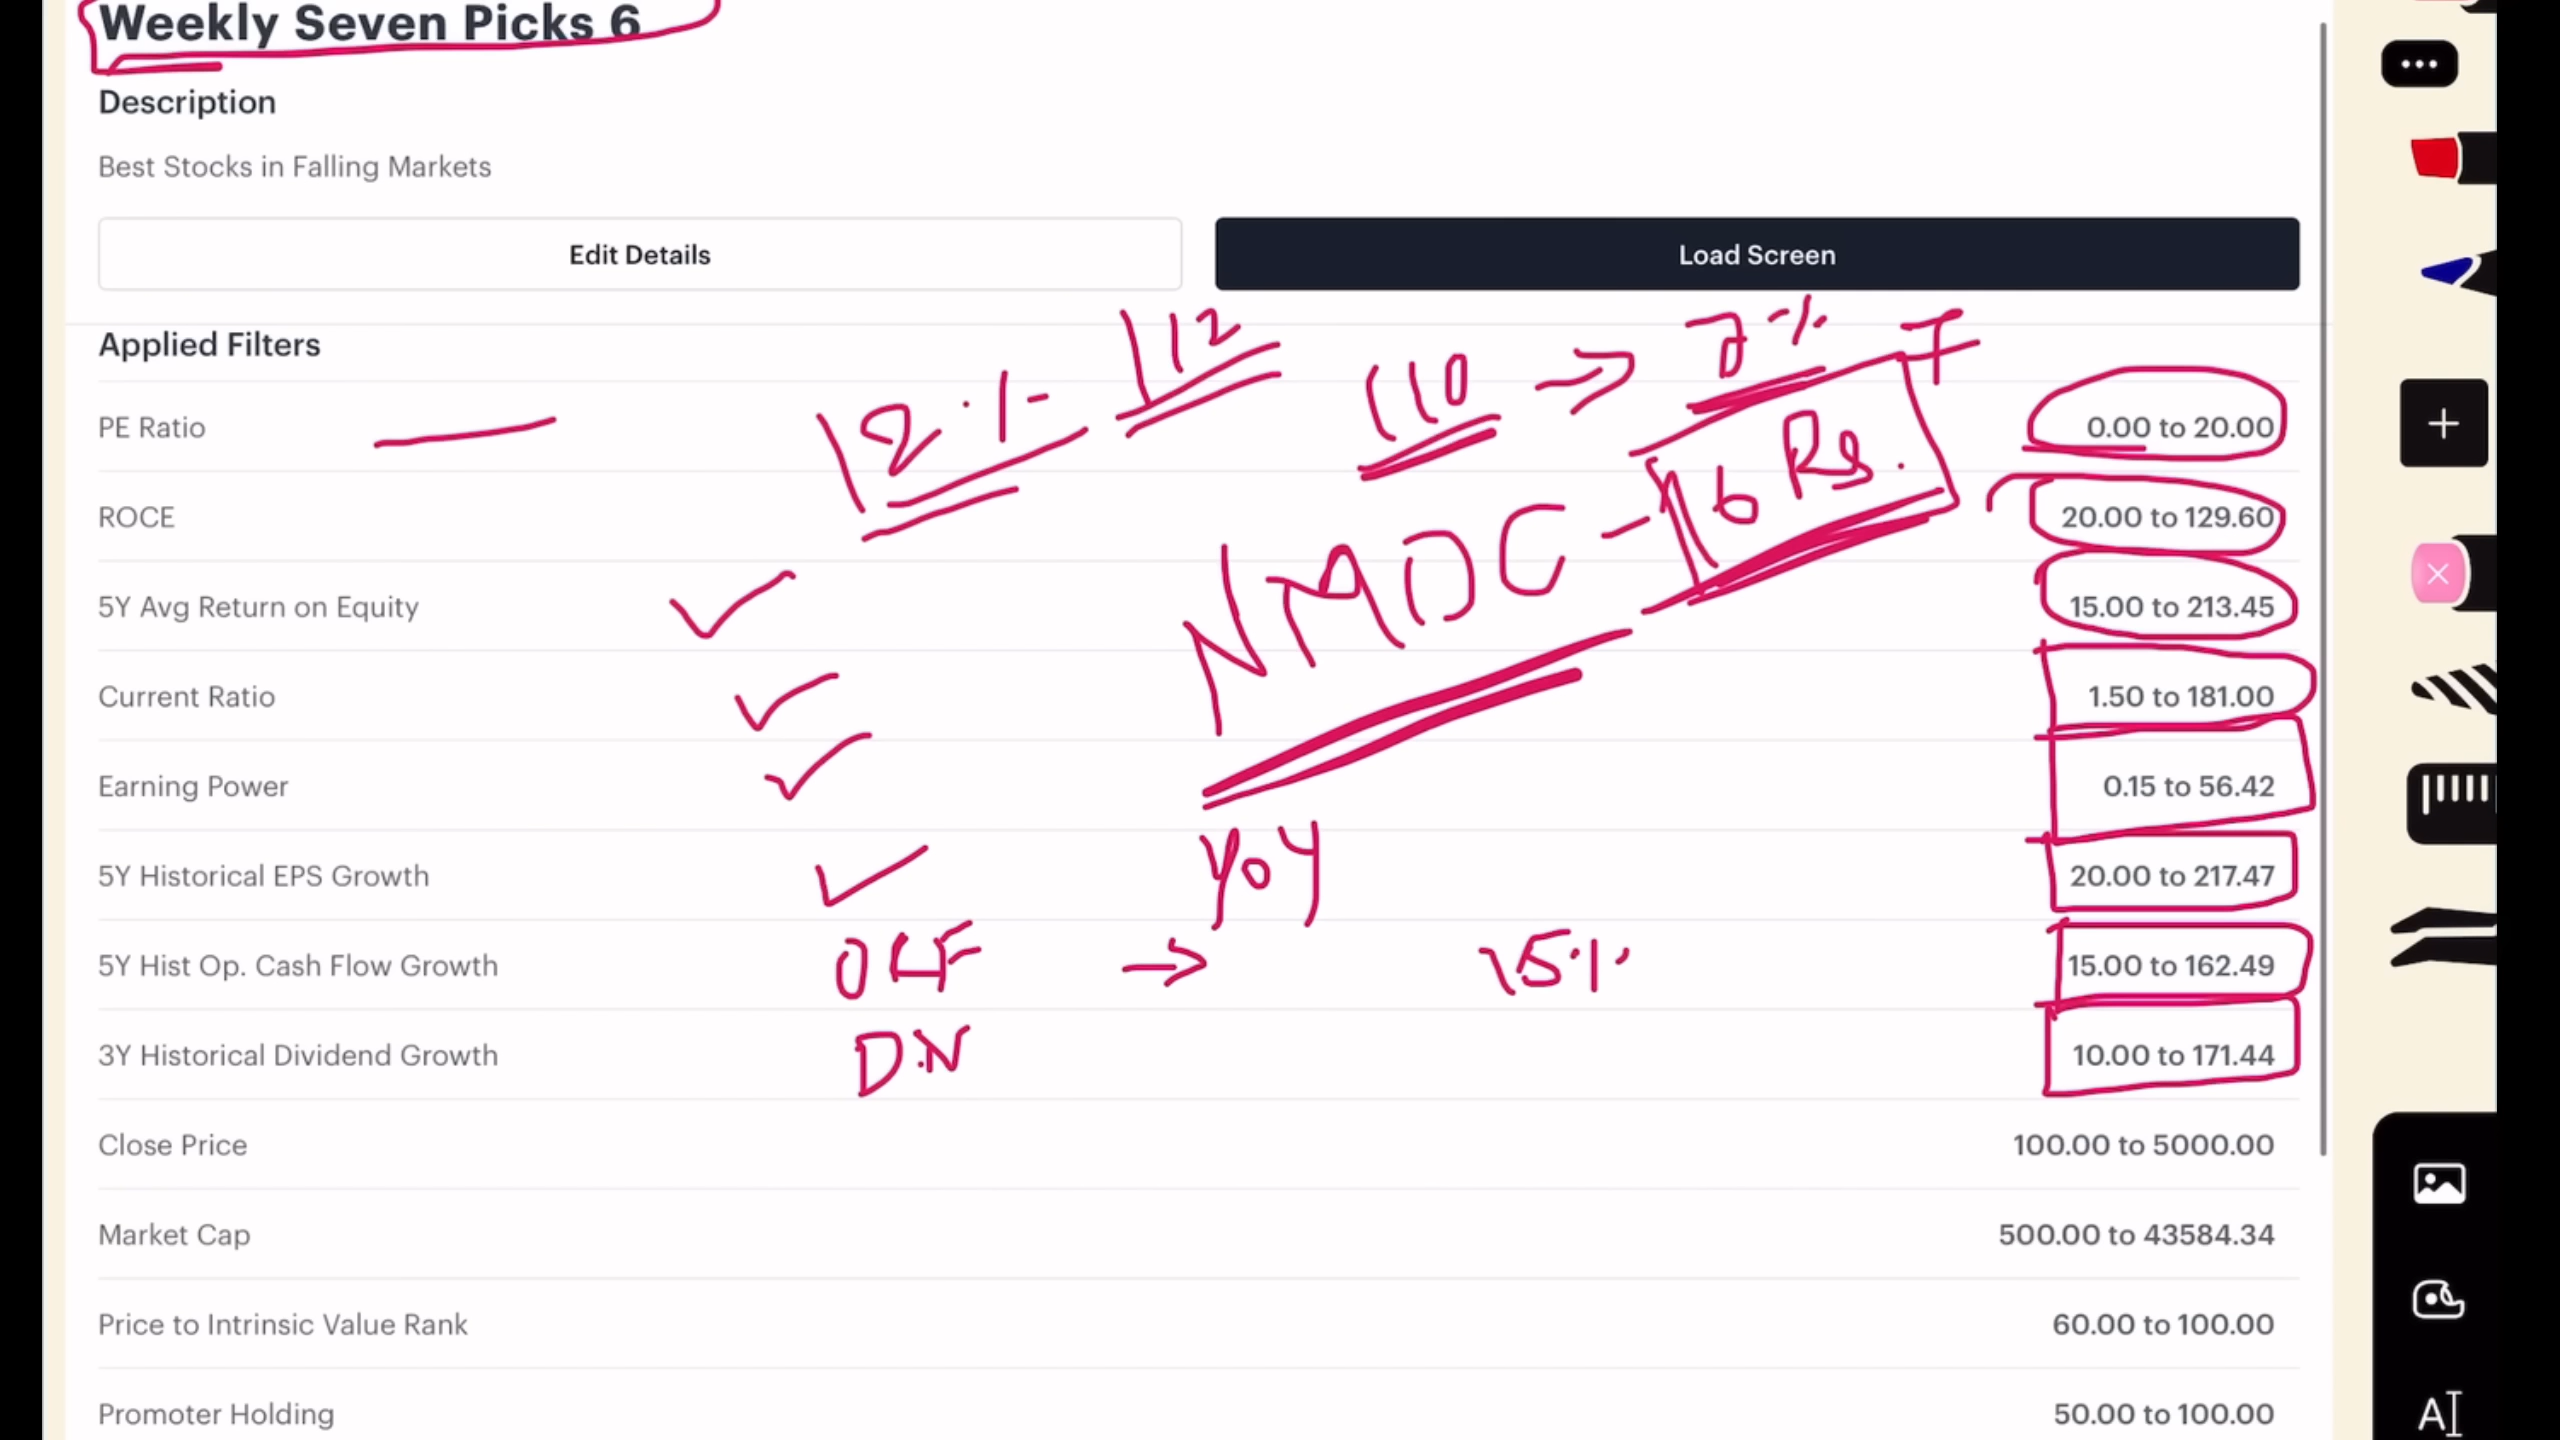 Weekly Seven Picks 6
Description
Best Stocks in Falling Markets
Edit Details
Load Screen
Applied Filters
112
7%
110
12%
PE Ratio
0.00 to 20.00
16 Rs.
ROCE
20.00 to 129.60
NMDC -
5Y Avg Return on Equity
15.00 to 213.45
Current Ratio
1.50 to 181.00
Earning Power
0.15 to 56.42
5Y Historical EPS Growth
YOY
20.00 to 217.47
5Y Hist Op. Cash Flow Growth
OCF → 15%
15.00 to 162.49
3Y Historical Dividend Growth
10.00 to 171.44
Close Price
100.00 to 5000.00
Market Cap
500.00 to 43584.34
Price to Intrinsic Value Rank
60.00 to 100.00
Promoter Holding
50.00 to 100.00